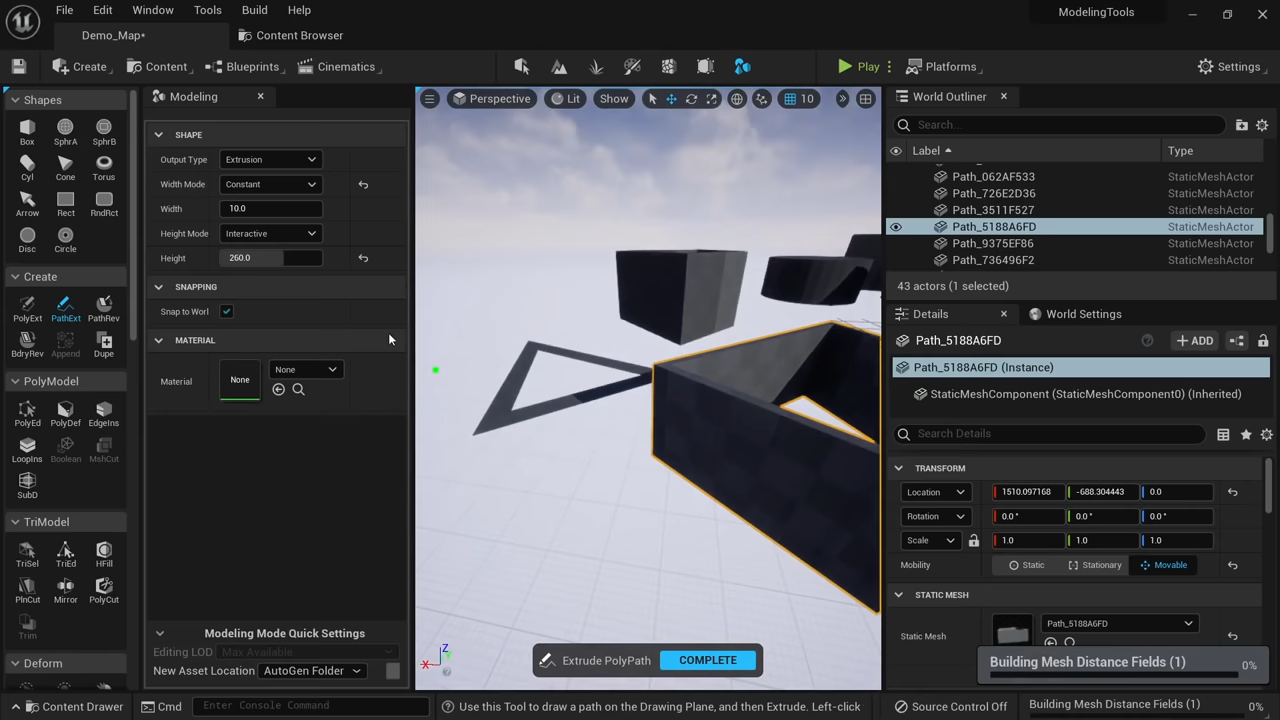 File Edit Window Tools Build Help
ModelingTools
Demo_Map*
Content Browser
Create
Content
Blueprints
Cinematics
Play
Platforms
Settings
Shapes
Box SphrA SphrB
Cyl Cone Torus
Arrow Rect RndRct
Disc Circle
Create
PolyExt PathExt PathRev
BdryRev Append Dupe
PolyModel
PolyEd PolyDef EdgeIns
LoopIns Boolean MshCut
SubD
TriModel
TriSel TriEd HFill
PlnCut Mirror PolyCut
Trim
Deform
Modeling
SHAPE
Output Type Extrusion
Width Mode Constant
Width 10.0
Height Mode Interactive
Height 260.0
SNAPPING
Snap to Worl
MATERIAL
Material None None
Modeling Mode Quick Settings
Editing LOD Max Available
New Asset Location AutoGen Folder
Perspective Lit Show 10
Z
X Y
Extrude PolyPath COMPLETE
World Outliner
Search...
Label Type
Path_062AF533 StaticMeshActor
Path_726E2D36 StaticMeshActor
Path_3511F527 StaticMeshActor
Path_5188A6FD StaticMeshActor
Path_9375EF86 StaticMeshActor
Path_736496F2 StaticMeshActor
43 actors (1 selected)
Details World Settings
Path_5188A6FD ADD
Path_5188A6FD (Instance)
StaticMeshComponent (StaticMeshComponent0) (Inherited)
Search Details
TRANSFORM
Location 1510.097168 -688.304443 0.0
Rotation 0.0° 0.0° 0.0°
Scale 1.0 1.0 1.0
Mobility Static Stationary Movable
STATIC MESH
Static Mesh Path_5188A6FD
Building Mesh Distance Fields (1) 0%
Content Drawer
Cmd
Enter Console Command
Use this Tool to draw a path on the Drawing Plane, and then Extrude. Left-click
Source Control Off
Building Mesh Distance Fields (1) 0%